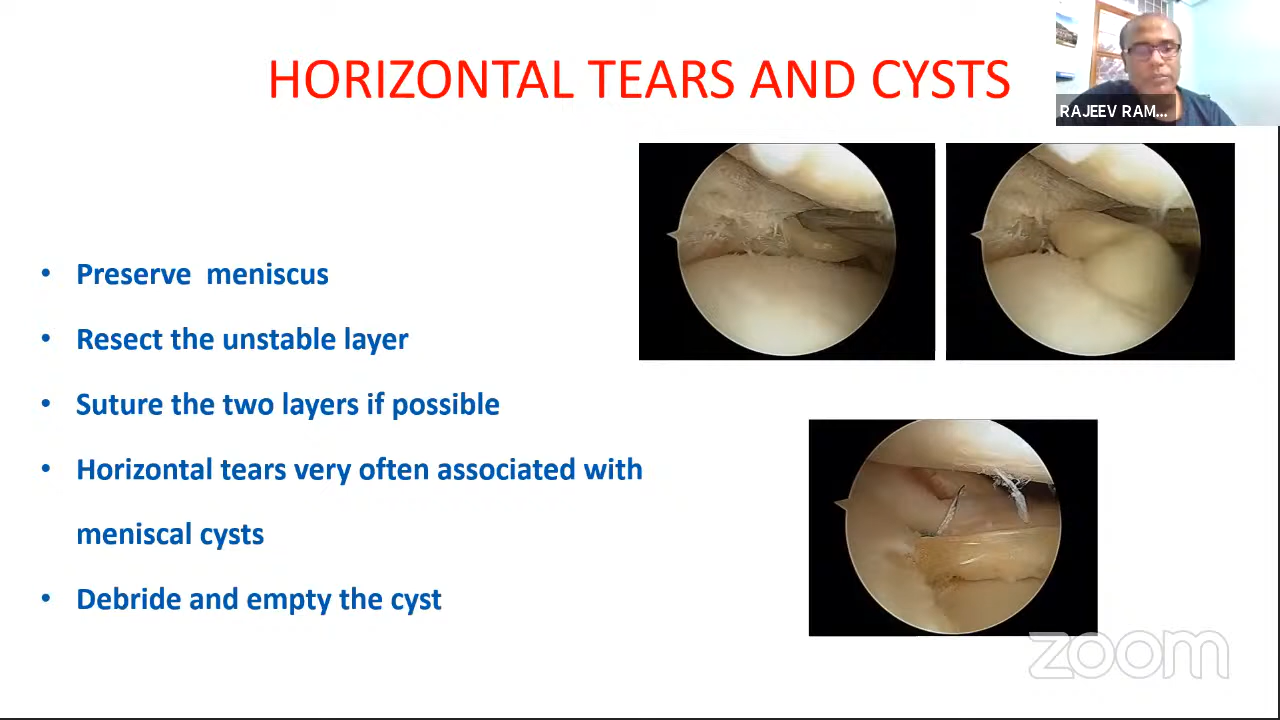 HORIZONTAL TEARS AND CYSTS
RAJEEV RAM...
• Preserve meniscus
• Resect the unstable layer
• Suture the two layers if possible
• Horizontal tears very often associated with
meniscal cysts
• Debride and empty the cyst
zoom